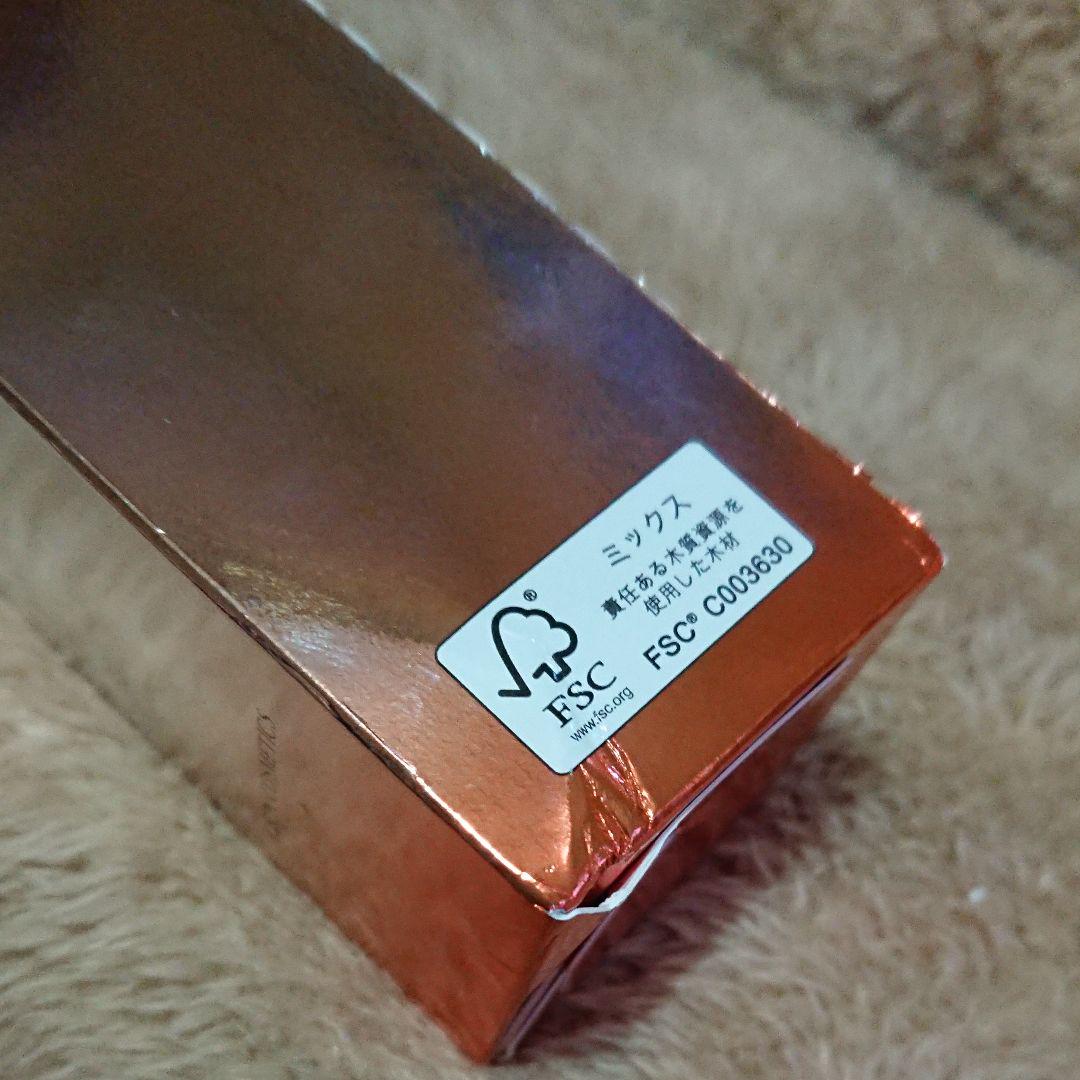 ミックス
責任ある木質資源を
使用した木材
FSC® C003630
®
FSC
www.fsc.org